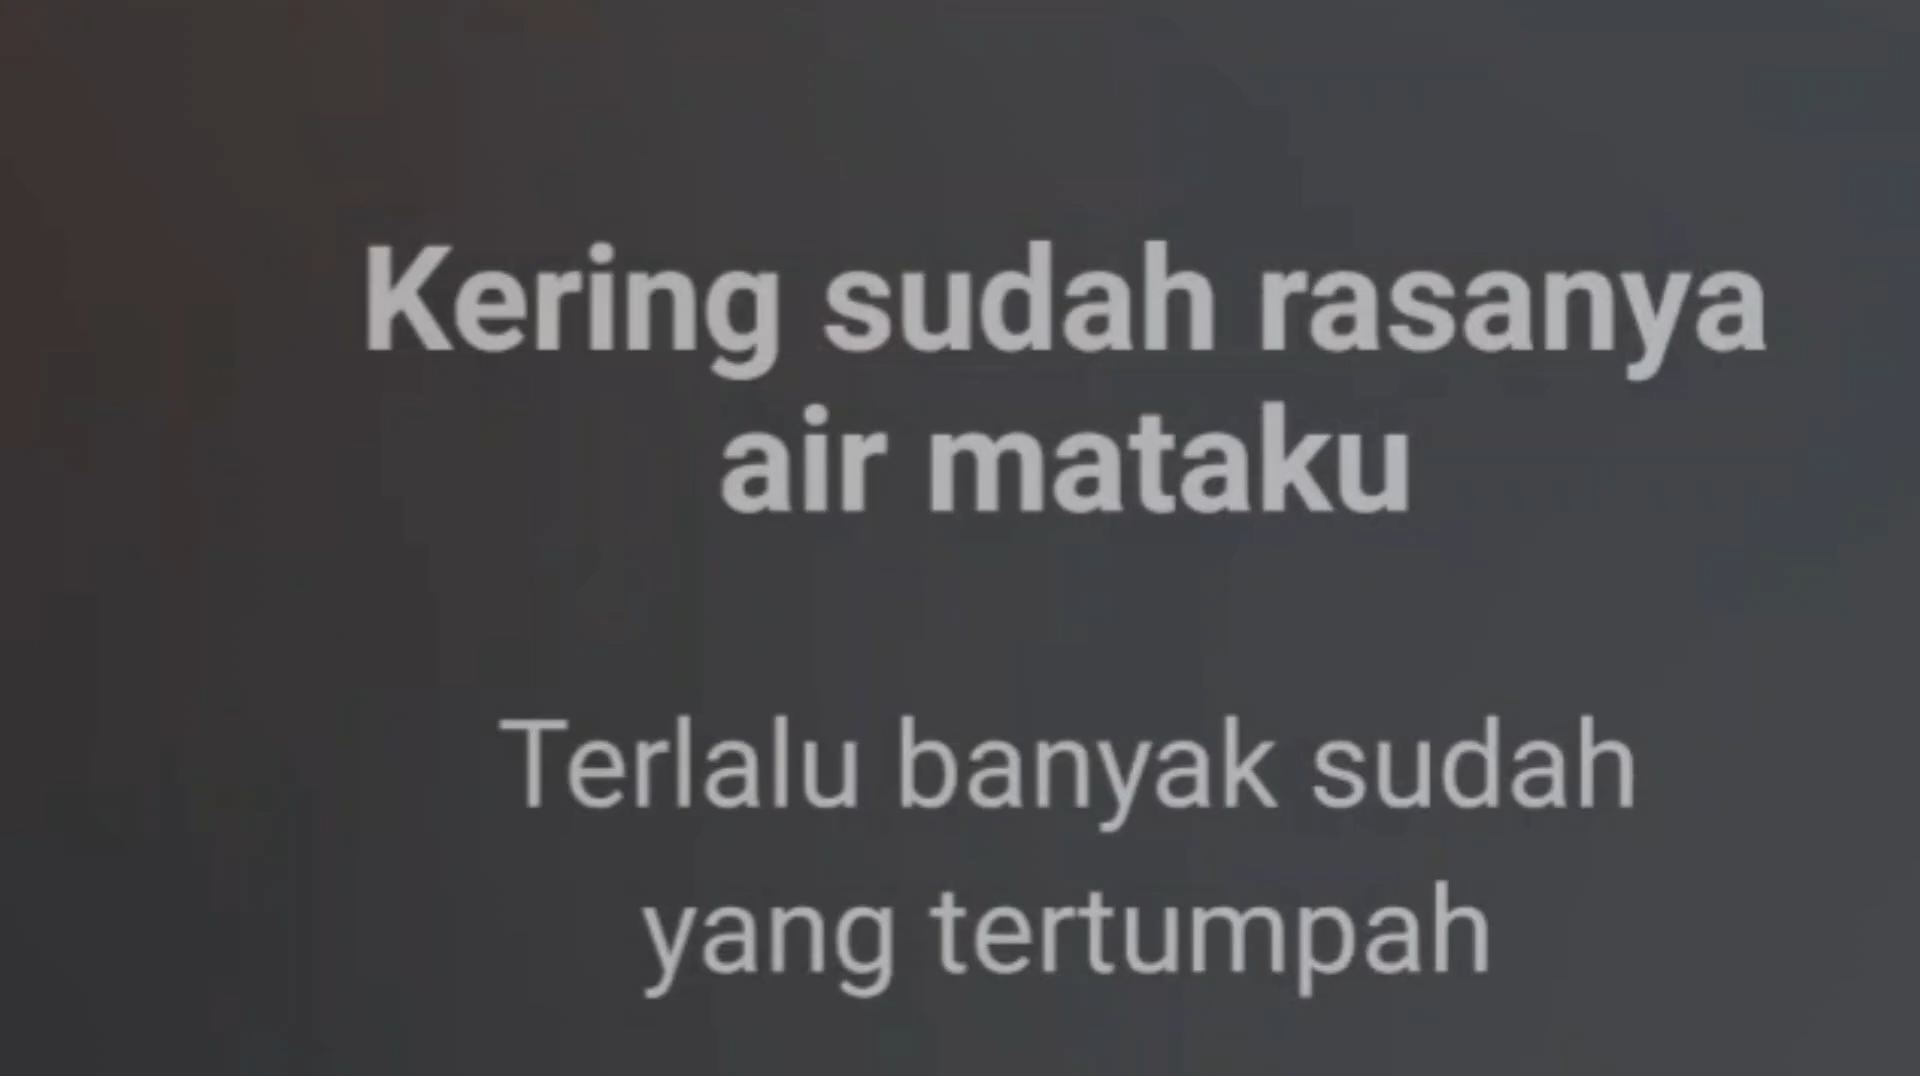 Kering sudah rasanya
air mataku
Terlalu banyak sudah
yang tertumpah